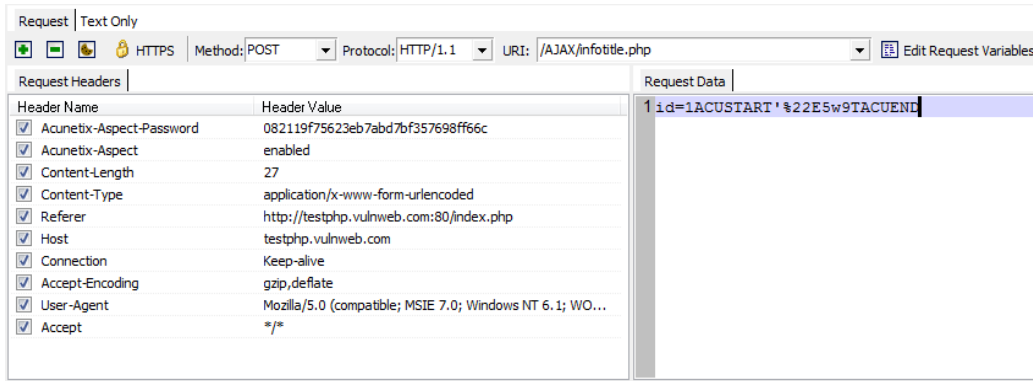 Request Text Only
HTTPS Method: POST Protocol: HTTP/1.1 URI: /AJAX/infotitle.php Edit Request Variables
Request Headers
Header Name Header Value
Acunetix-Aspect-Password 082119f75623eb7abd7bf357698ff66c
Acunetix-Aspect enabled
Content-Length 27
Content-Type application/x-www-form-urlencoded
Referer http://testphp.vulnweb.com:80/index.php
Host testphp.vulnweb.com
Connection Keep-alive
Accept-Encoding gzip,deflate
User-Agent Mozilla/5.0 (compatible; MSIE 7.0; Windows NT 6.1; WO...
Accept */*
Request Data
1 id=1ACUSTART'%22E5w9TACUEND